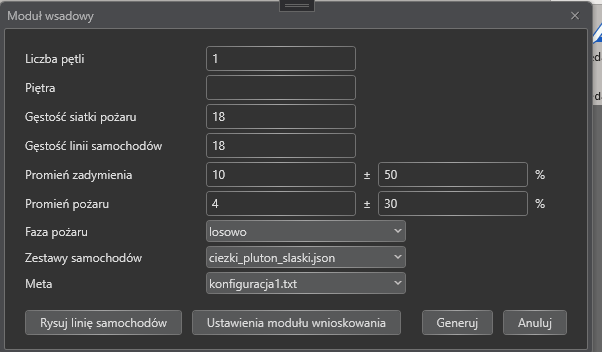 Moduł wsadowy
Liczba pętli 1
Piętra
Gęstość siatki pożaru 18
Gęstość linii samochodów 18
Promień zadymienia 10 ± 50 %
Promień pożaru 4 ± 30 %
Faza pożaru losowo
Zestawy samochodów ciezki_pluton_slaski.json
Meta konfiguracja1.txt
Rysuj linię samochodów Ustawienia modułu wnioskowania Generuj Anuluj